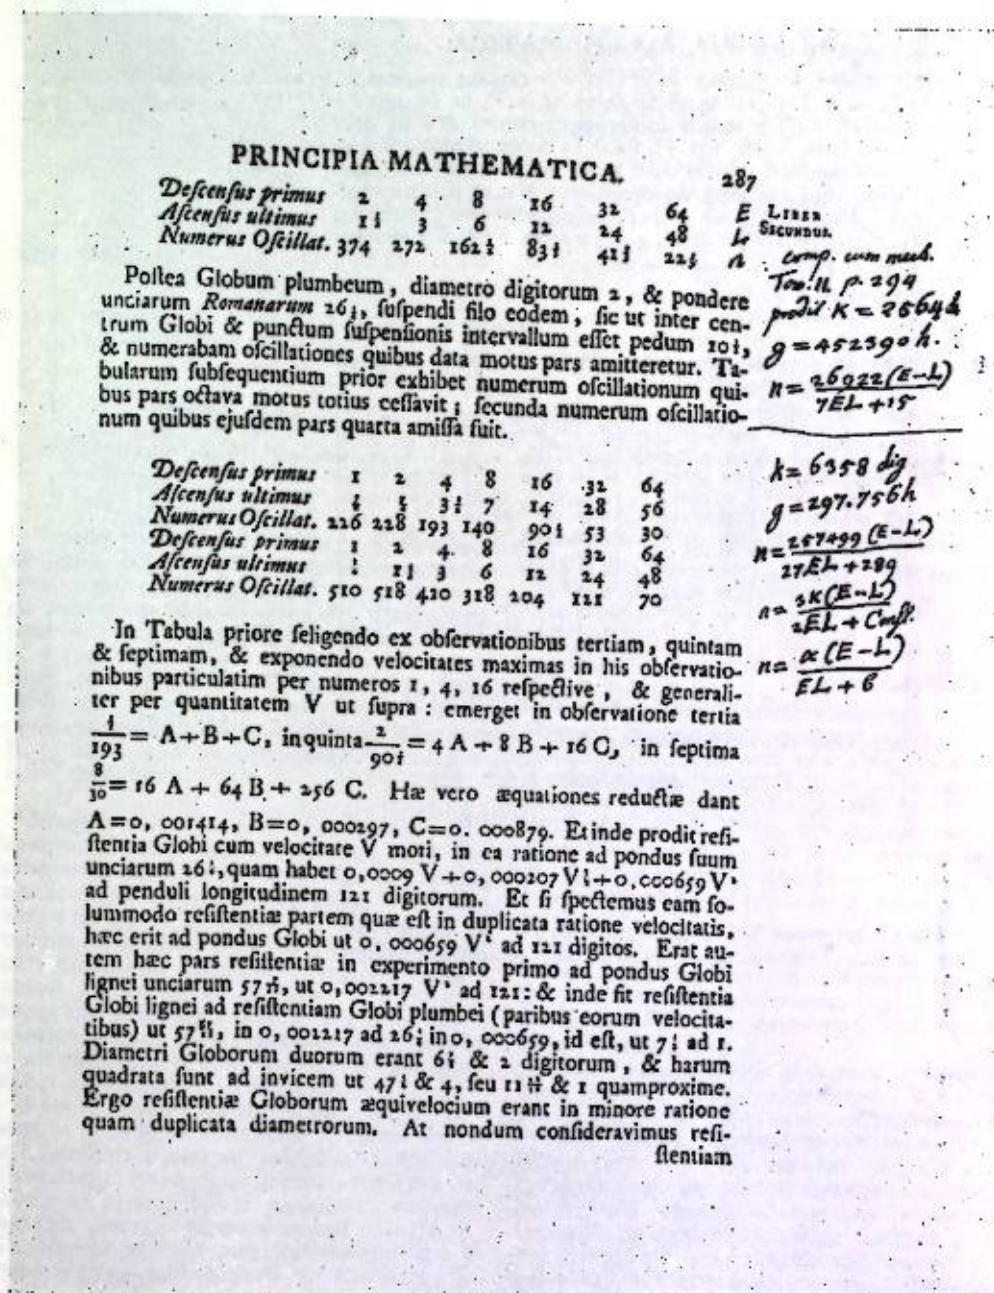 PRINCIPIA MATHEMATICA. 287
Deſcenſus primus 2 4 8 16 32 64 E
Aſcenſus ultimus 1½ 3 6 12 24 48 L
Numerus Oſcillat. 374 272 162½ 83⅓ 41⅔ 22⅔ n
LIBER
SECUNDUS.
comp. cum meis.
Tom. II p. 294
prodit K = 2564 d
g = 452390 h.
n = 26922 (E-L) / 7EL + 15
Poſtea Globum plumbeum, diametro digitorum 2, & pondere
unciarum Romanarum 26¼, ſuſpendi filo eodem, ſic ut inter cen-
trum Globi & punctum ſuſpenſionis intervallum eſſet pedum 10½,
& numerabam oſcillationes quibus data motus pars amitteretur. Ta-
bularum ſubſequentium prior exhibet numerum oſcillationum qui-
bus pars octava motus totius ceſſavit; ſecunda numerum oſcillatio-
num quibus ejuſdem pars quarta amiſſa fuit.
Deſcenſus primus 1 2 4 8 16 32 64
Aſcenſus ultimus ⅞ 7/4 3½ 7 14 28 56
Numerus Oſcillat. 226 228 193 140 90½ 53 30
Deſcenſus primus 1 2 4 8 16 32 64
Aſcenſus ultimus ¾ 1½ 3 6 12 24 48
Numerus Oſcillat. 510 518 420 318 204 121 70
k = 6358 dig
g = 297.756 h
n = 257499 (E-L) / 27EL + 289
n = 3K(E-L) / 2EL + Conſt.
n = α (E-L) / EL + β
In Tabula priore ſeligendo ex obſervationibus tertiam, quintam
& ſeptimam, & exponendo velocitates maximas in his obſervatio-
nibus particulatim per numeros 1, 4, 16 reſpective, & generali-
ter per quantitatem V ut ſupra: emerget in obſervatione tertia
½/193 = A+B+C, in quinta 2/90½ = 4 A + 8 B + 16 C, in ſeptima
8/30 = 16 A + 64 B + 256 C. Hæ vero æquationes reductæ dant
A=0, 001414, B=0, 000297, C=0. 000879. Et inde prodit reſi-
ſtentia Globi cum velocitate V moti, in ea ratione ad pondus ſuum
unciarum 26¼, quam habet 0,0009 V+0, 000207 V³⁄₂+0,000659 V²
ad penduli longitudinem 121 digitorum. Et ſi ſpectemus eam ſo-
lummodo reſiſtentiæ partem quæ eſt in duplicata ratione velocitatis,
hæc erit ad pondus Globi ut 0, 000659 V² ad 121 digitos. Erat au-
tem hæc pars reſiſtentiæ in experimento primo ad pondus Globi
lignei unciarum 57 7/22, ut 0,002217 V² ad 121: & inde fit reſiſtentia
Globi lignei ad reſiſtentiam Globi plumbei (paribus eorum velocita-
tibus) ut 57 7/22, in 0, 002217 ad 26¼ in 0, 000659, id eſt, ut 7⅓ ad 1.
Diametri Globorum duorum erant 6⅞ & 2 digitorum, & harum
quadrata ſunt ad invicem ut 47¼ & 4, ſeu 11 13/16 & 1 quamproxime.
Ergo reſiſtentiæ Globorum æquivelocium erant in minore ratione
quam duplicata diametrorum. At nondum conſideravimus reſi-
ſtentiam